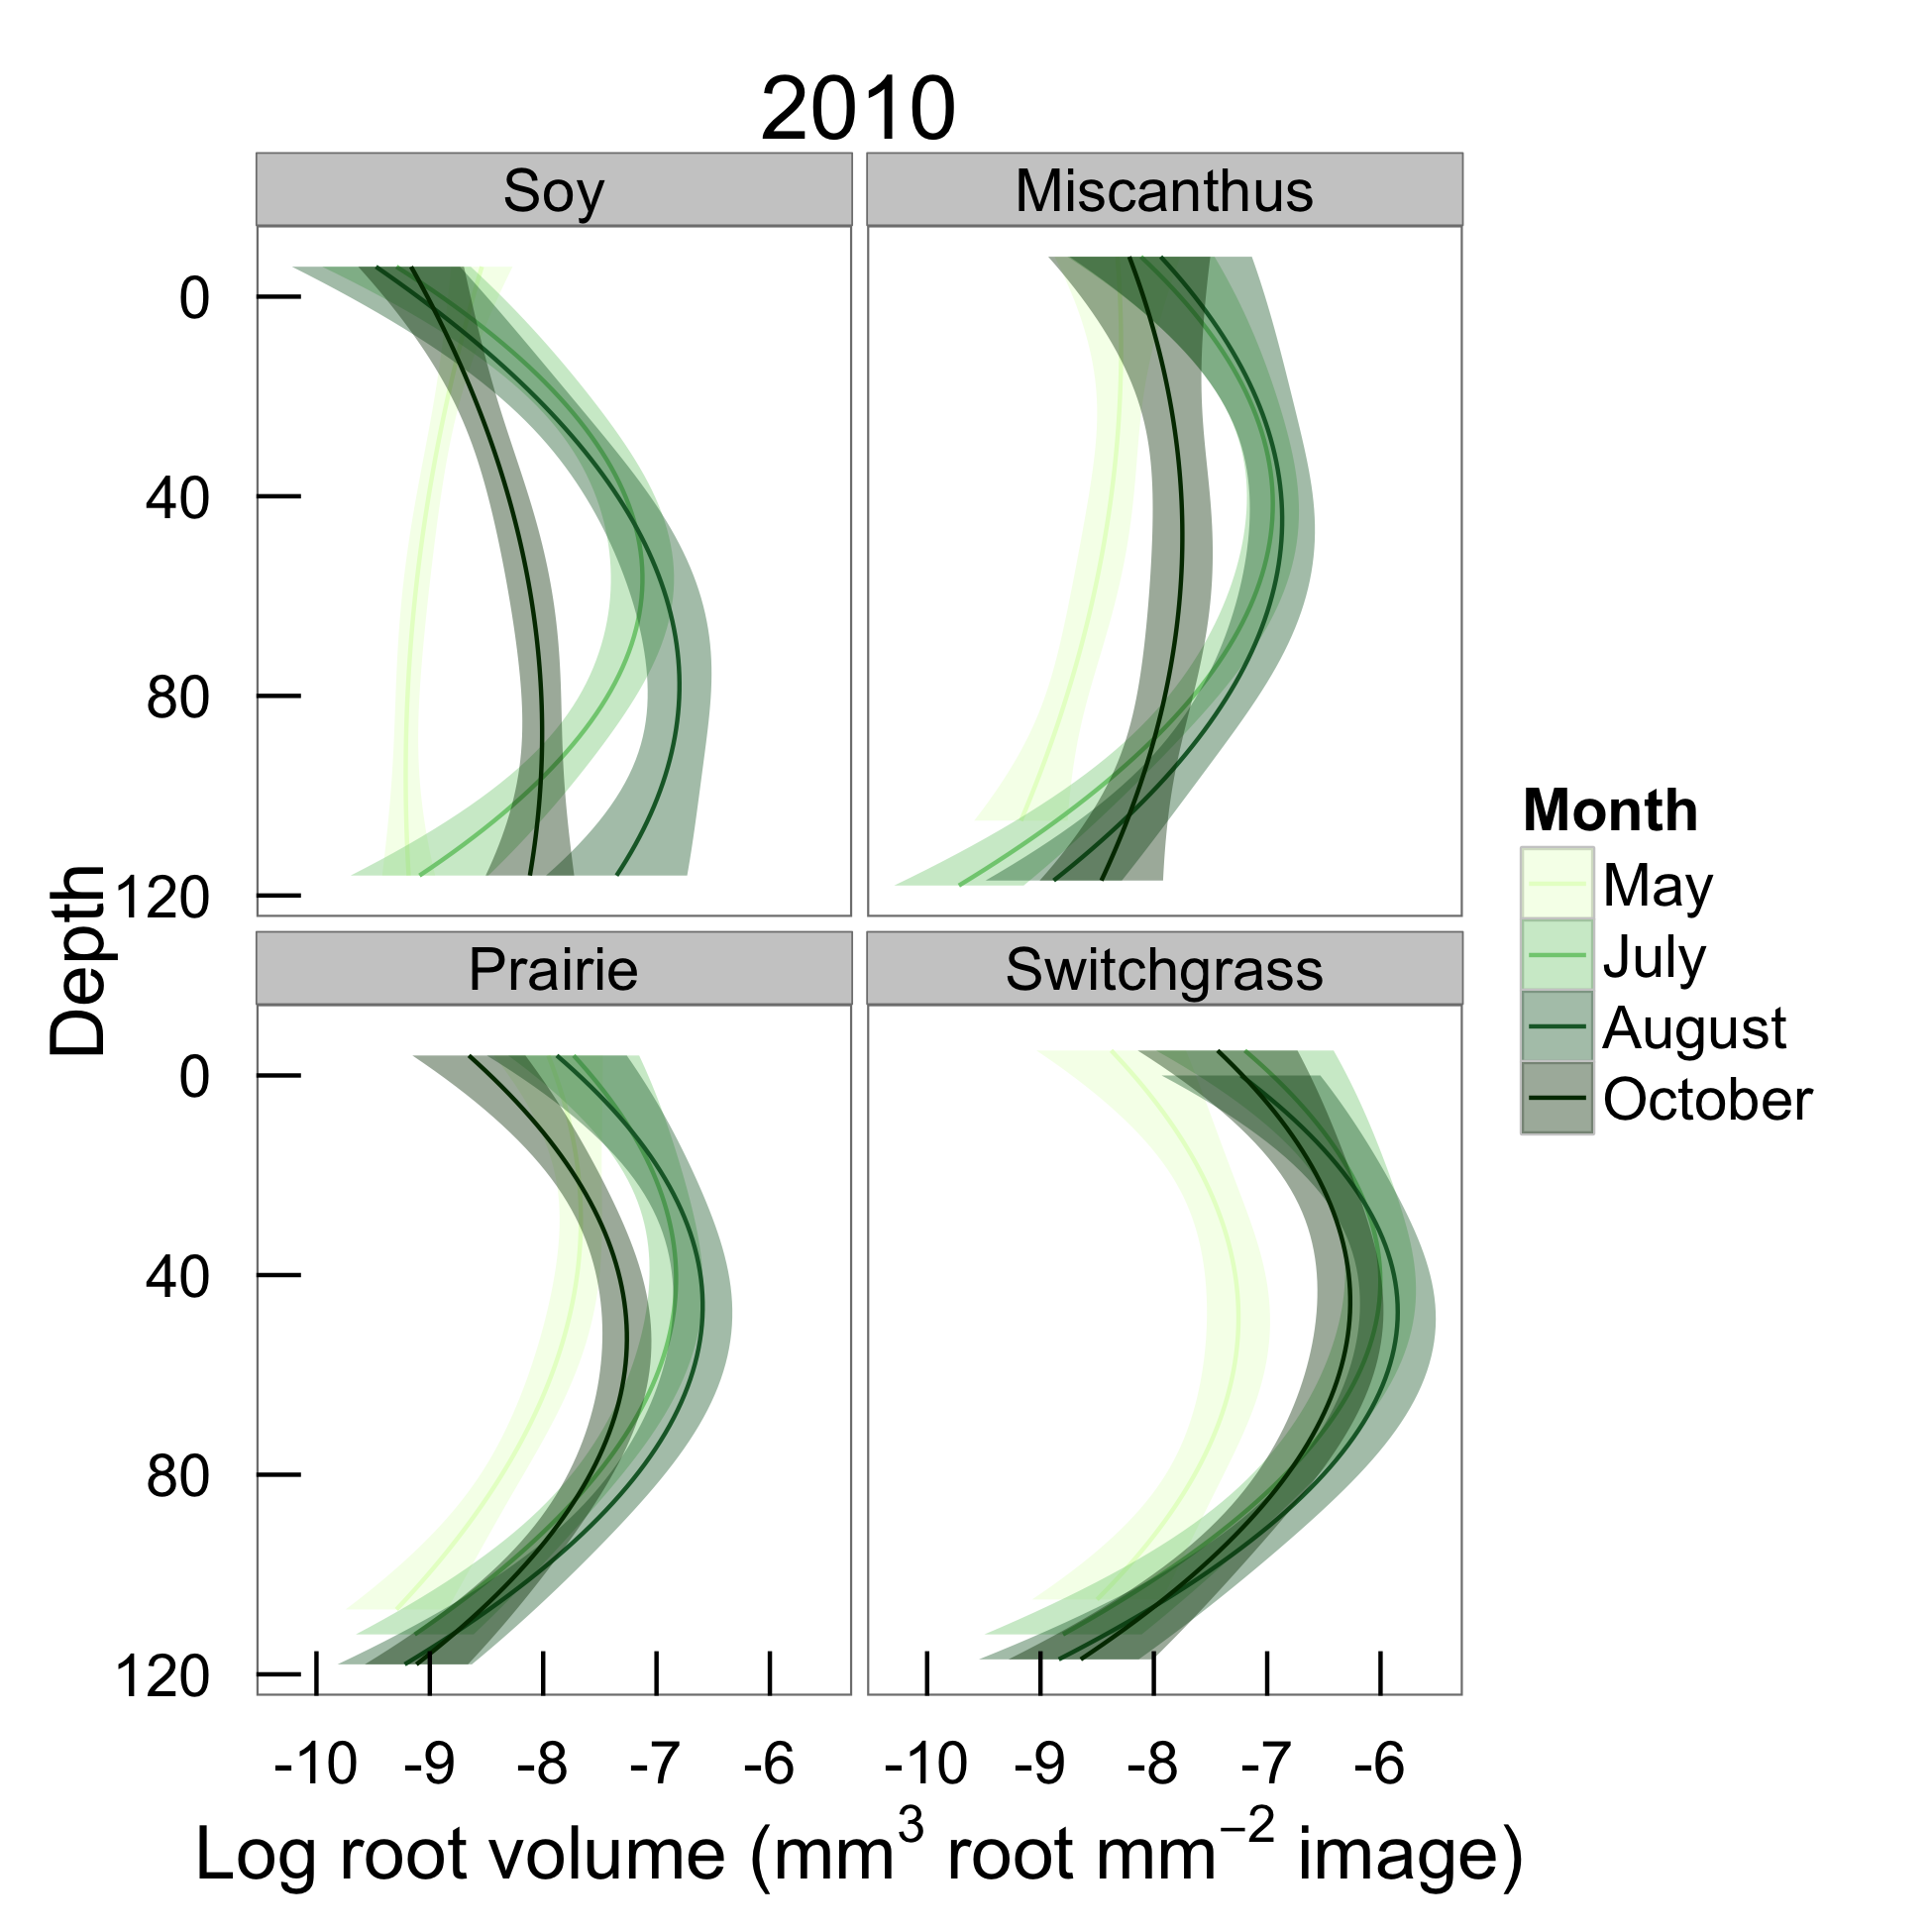 2010
Soy
Miscanthus
0
40
80
120
Depth
Prairie
Switchgrass
0
40
80
120
-10 -9 -8 -7 -6
-10 -9 -8 -7 -6
Log root volume (mm³ root mm⁻² image)
Month
May
July
August
October